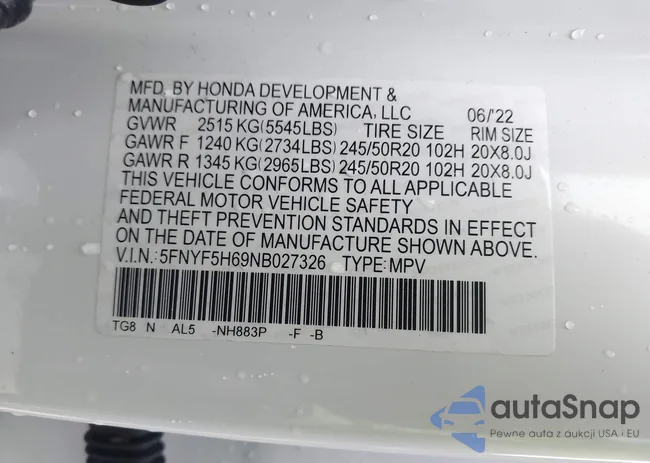 MFD. BY HONDA DEVELOPMENT &
MANUFACTURING OF AMERICA, LLC 06/'22
GVWR 2515 KG(5545LBS) TIRE SIZE RIM SIZE
GAWR F 1240 KG(2734LBS) 245/50R20 102H 20X8.0J
GAWR R 1345 KG(2965LBS) 245/50R20 102H 20X8.0J
THIS VEHICLE CONFORMS TO ALL APPLICABLE
FEDERAL MOTOR VEHICLE SAFETY
AND THEFT PREVENTION STANDARDS IN EFFECT
ON THE DATE OF MANUFACTURE SHOWN ABOVE.
V.I.N.:5FNYF5H69NB027326 TYPE:MPV
TG8 N AL5 -NH883P -F -B
autaSnap
Pewne auta z aukcji USA i EU